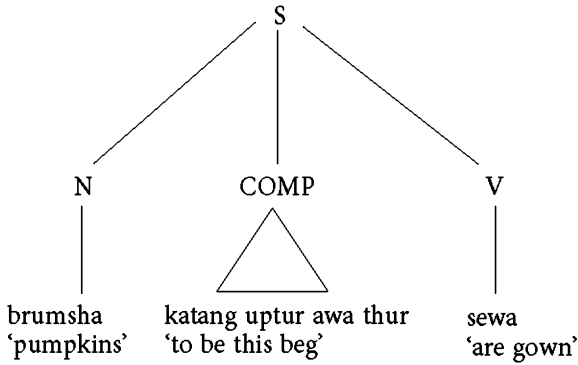 S
N COMP V
brumsha katang uptur awa thur sewa
‘pumpkins’ ‘to be this beg’ ‘are gown’